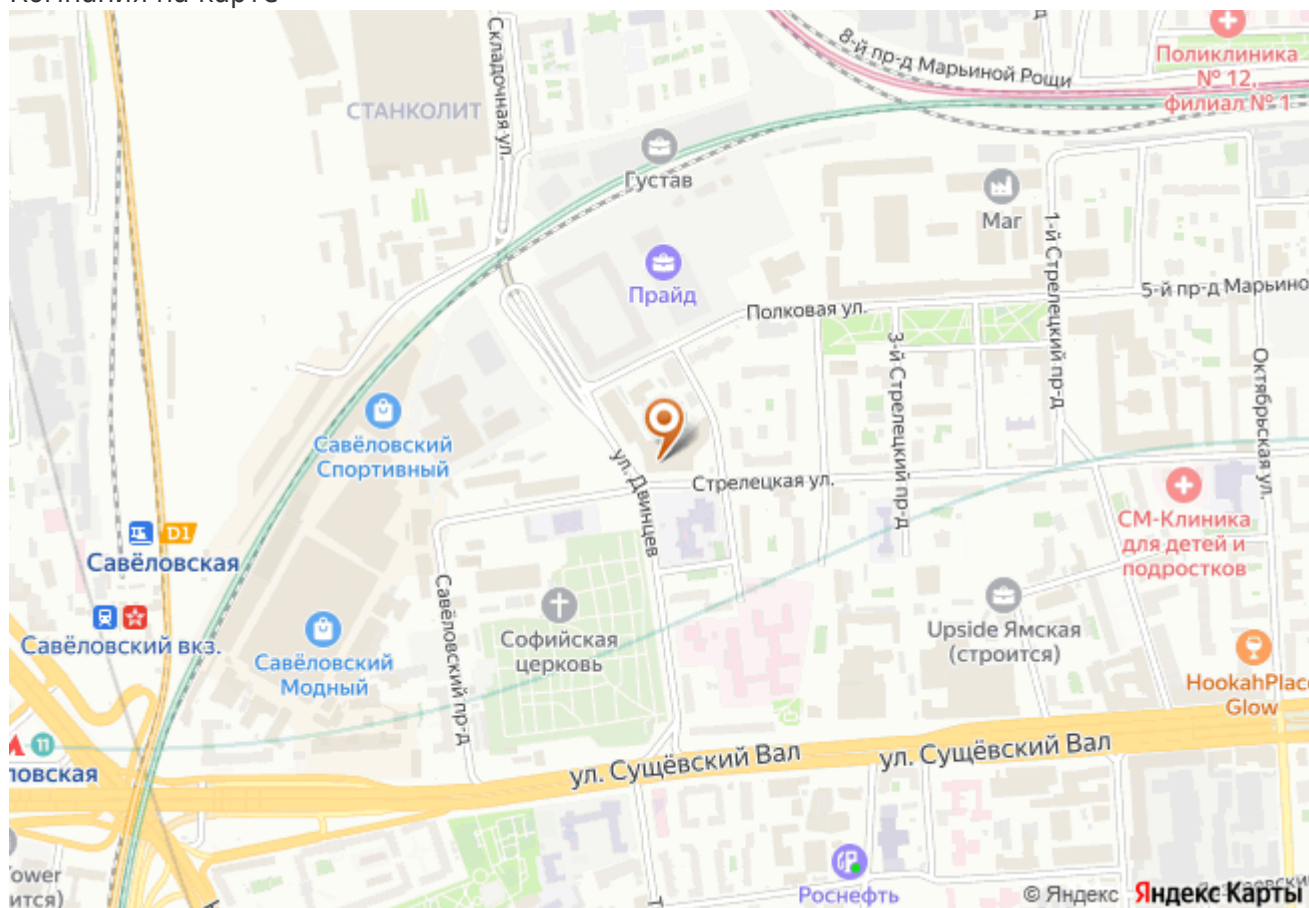 Компания на карте
Складочная ул.
8-й пр-д Марьиной Рощи
Поликлиника
№ 12,
филиал № 1
СТАНКОЛИТ
Густав
Маг
1-й Стрелецкий пр-д
Прайд
Полковая ул.
5-й пр-д Марьино
3-й Стрелецкий пр-д
Октябрьская ул.
Савёловский
Спортивный
ул. Двинцев
Стрелецкая ул.
СМ-Клиника
для детей и
подростков
D1
Савёловская
Савёловский вкз.
Савёловский пр-д
Софийская
церковь
Upside Ямская
(строится)
Савёловский
Модный
HookahPlace
Glow
11
ловская
ул. Сущёвский Вал
ул. Сущёвский Вал
ower
ится)
Роснефть
© Яндекс
Яндекс Карты